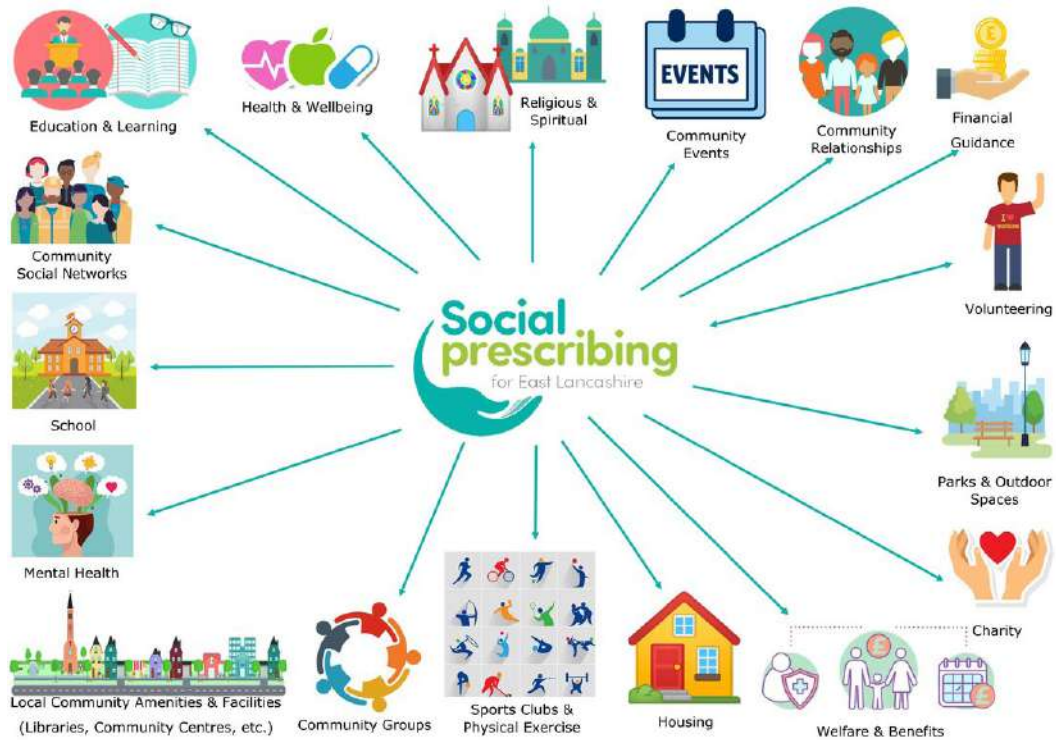 EVENTS
Education & Learning
Health & Wellbeing
Religious &
Spiritual
Community
Events
Community
Relationships
Financial
Guidance
Community
Social Networks
Volunteering
Social
prescribing
for East Lancashire
School
Parks & Outdoor
Spaces
Mental Health
Charity
Local Community Amenities & Facilities
(Libraries, Community Centres, etc.)
Community Groups
Sports Clubs &
Physical Exercise
Housing
Welfare & Benefits